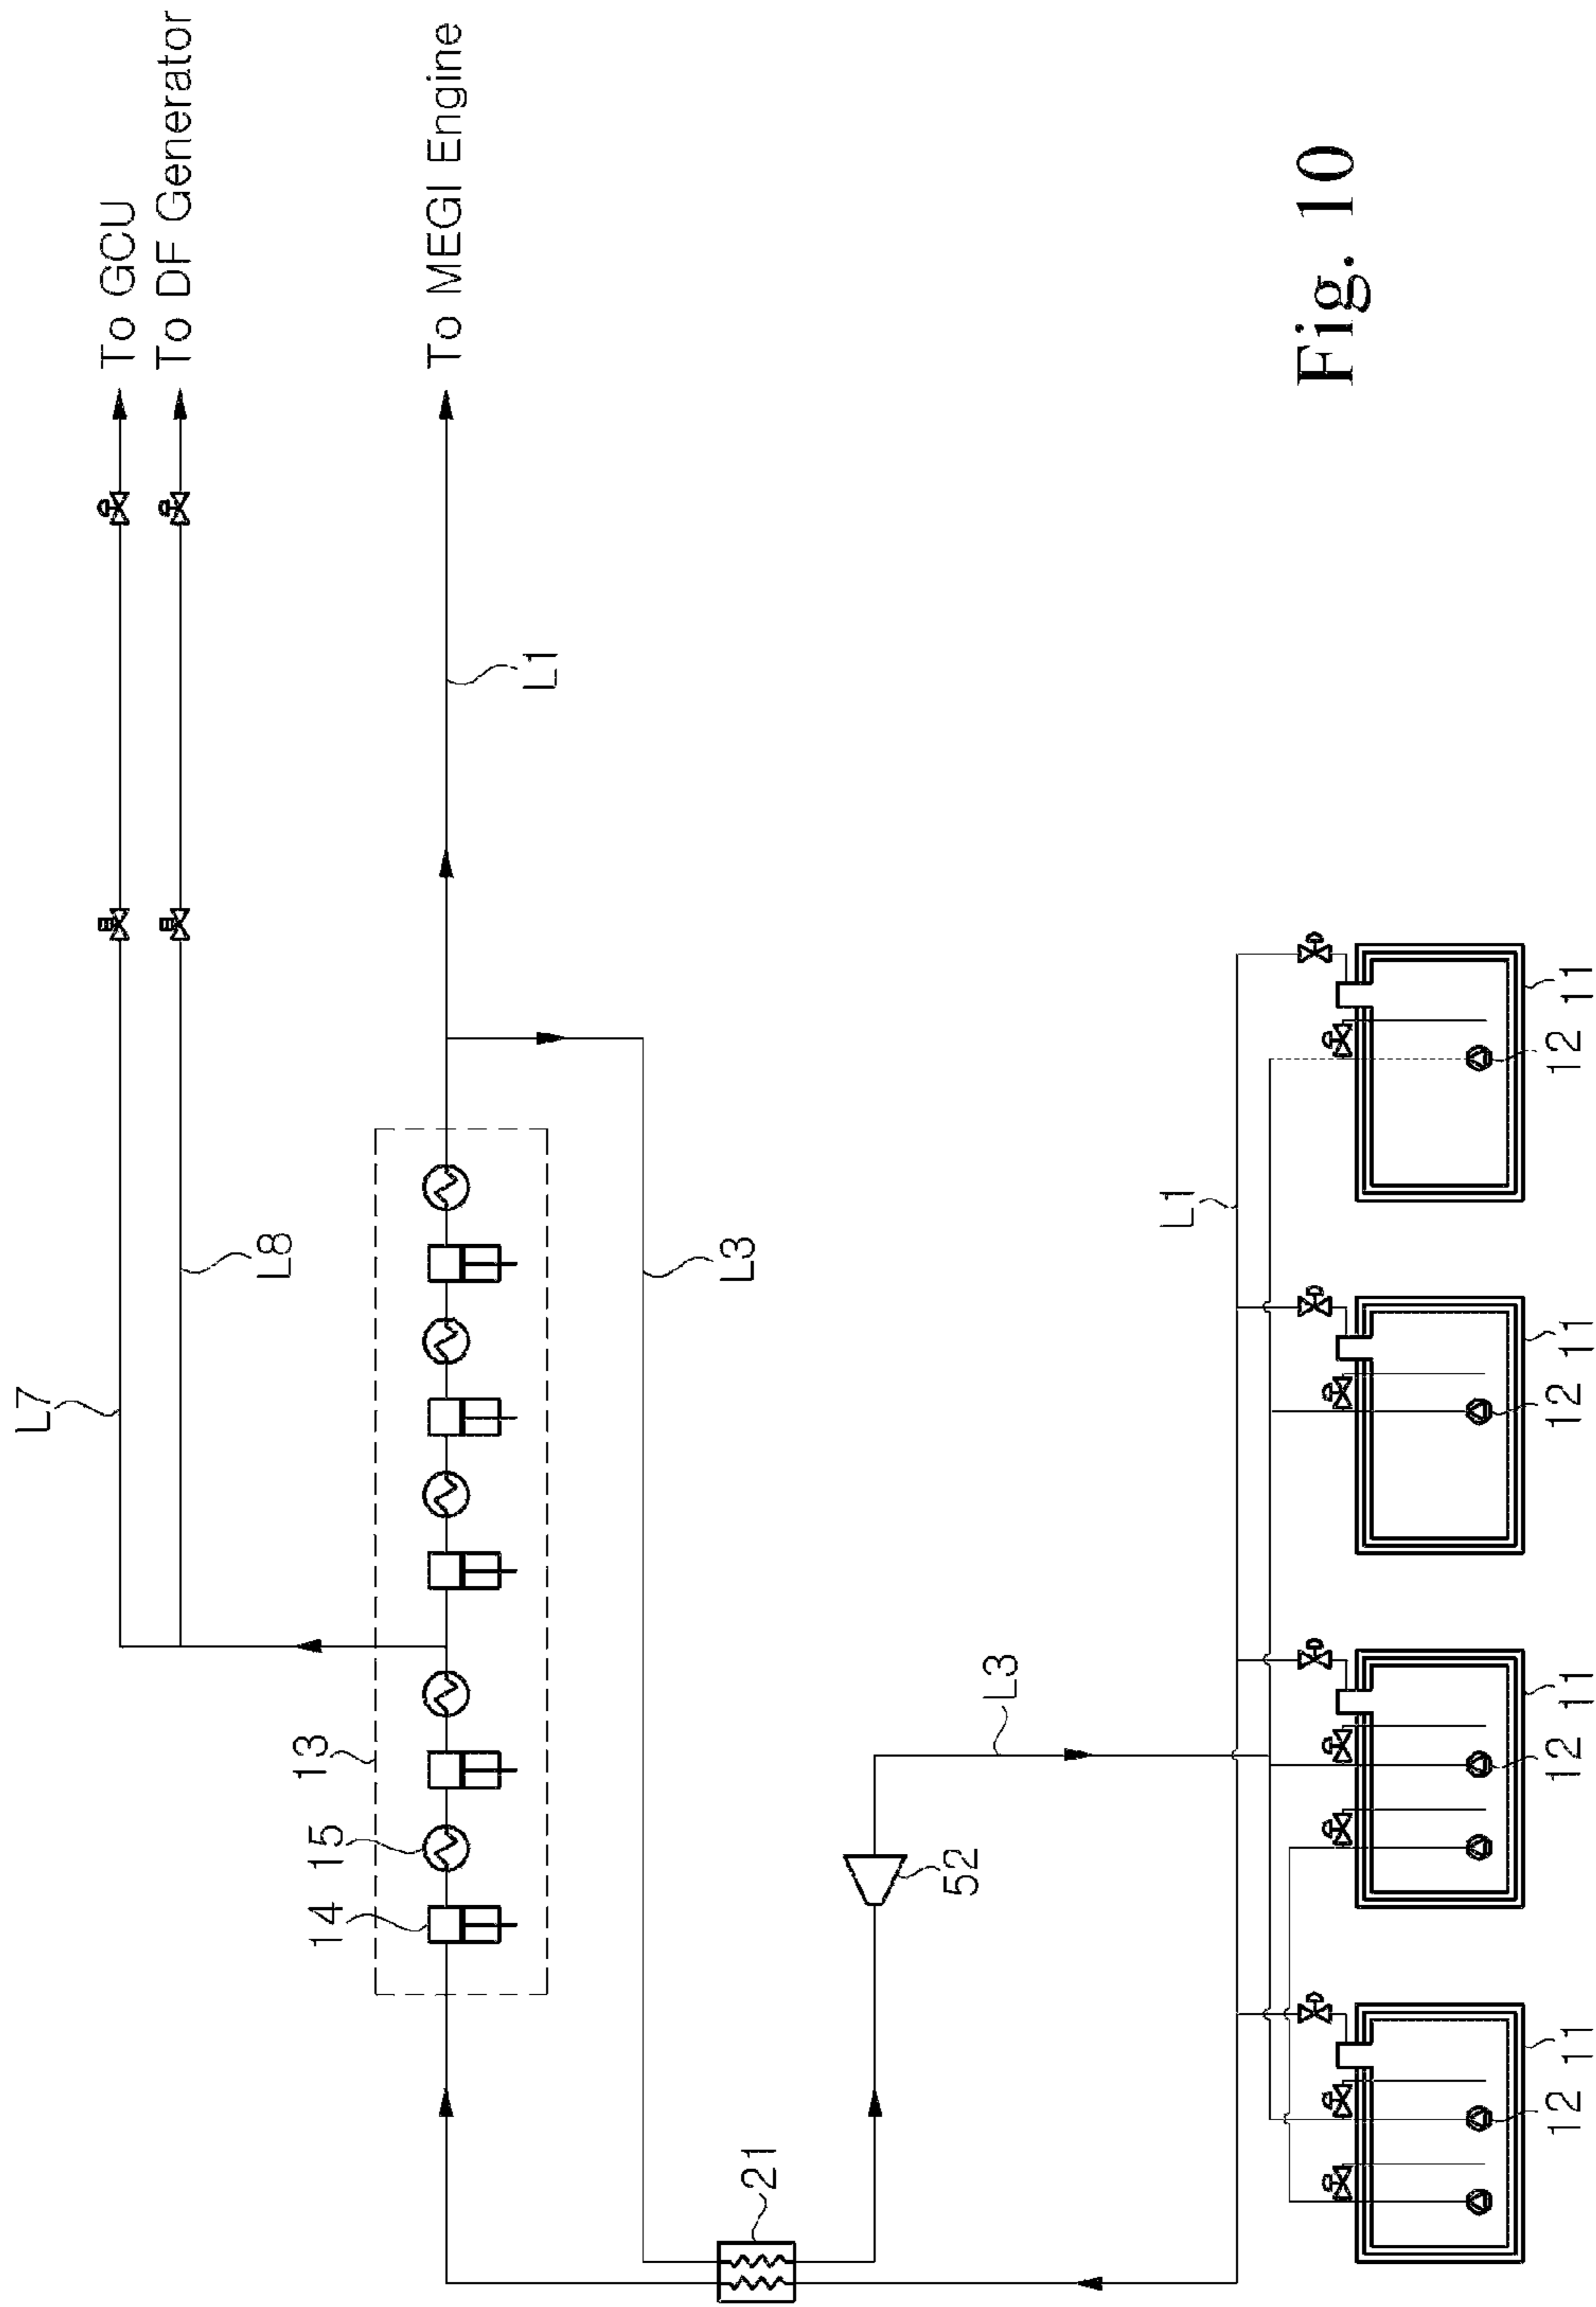 L7
To GCU
To DF Generator
L8
14
15
13
To MEGI Engine
L1
L3
21
52
L3
L1
12
11
12
11
12
11
12
11
Fig. 10